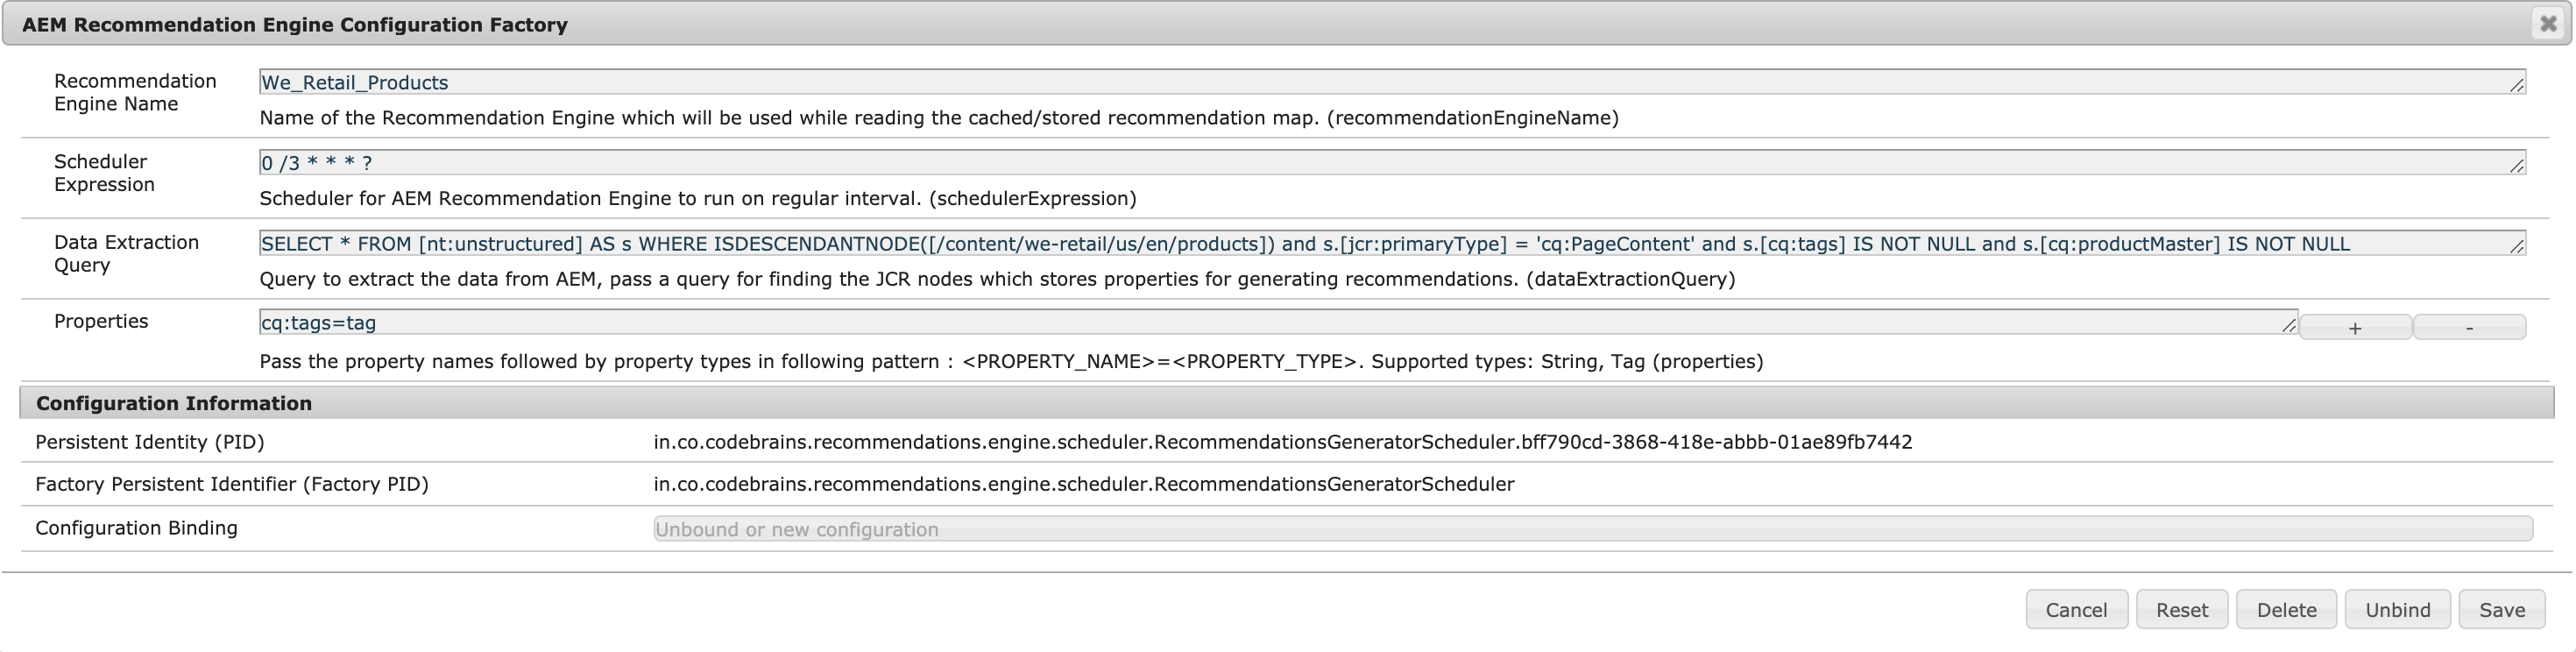 AEM Recommendation Engine Configuration Factory
Recommendation
Engine Name
We_Retail_Products
Name of the Recommendation Engine which will be used while reading the cached/stored recommendation map. (recommendationEngineName)
Scheduler
Expression
0 /3 * * * ?
Scheduler for AEM Recommendation Engine to run on regular interval. (schedulerExpression)
Data Extraction
Query
SELECT * FROM [nt:unstructured] AS s WHERE ISDESCENDANTNODE([/content/we-retail/us/en/products]) and s.[jcr:primaryType] = 'cq:PageContent' and s.[cq:tags] IS NOT NULL and s.[cq:productMaster] IS NOT NULL
Query to extract the data from AEM, pass a query for finding the JCR nodes which stores properties for generating recommendations. (dataExtractionQuery)
Properties
cq:tags=tag
+
-
Pass the property names followed by property types in following pattern : <PROPERTY_NAME>=<PROPERTY_TYPE>. Supported types: String, Tag (properties)
Configuration Information
Persistent Identity (PID)
in.co.codebrains.recommendations.engine.scheduler.RecommendationsGeneratorScheduler.bff790cd-3868-418e-abbb-01ae89fb7442
Factory Persistent Identifier (Factory PID)
in.co.codebrains.recommendations.engine.scheduler.RecommendationsGeneratorScheduler
Configuration Binding
Unbound or new configuration
Cancel
Reset
Delete
Unbind
Save